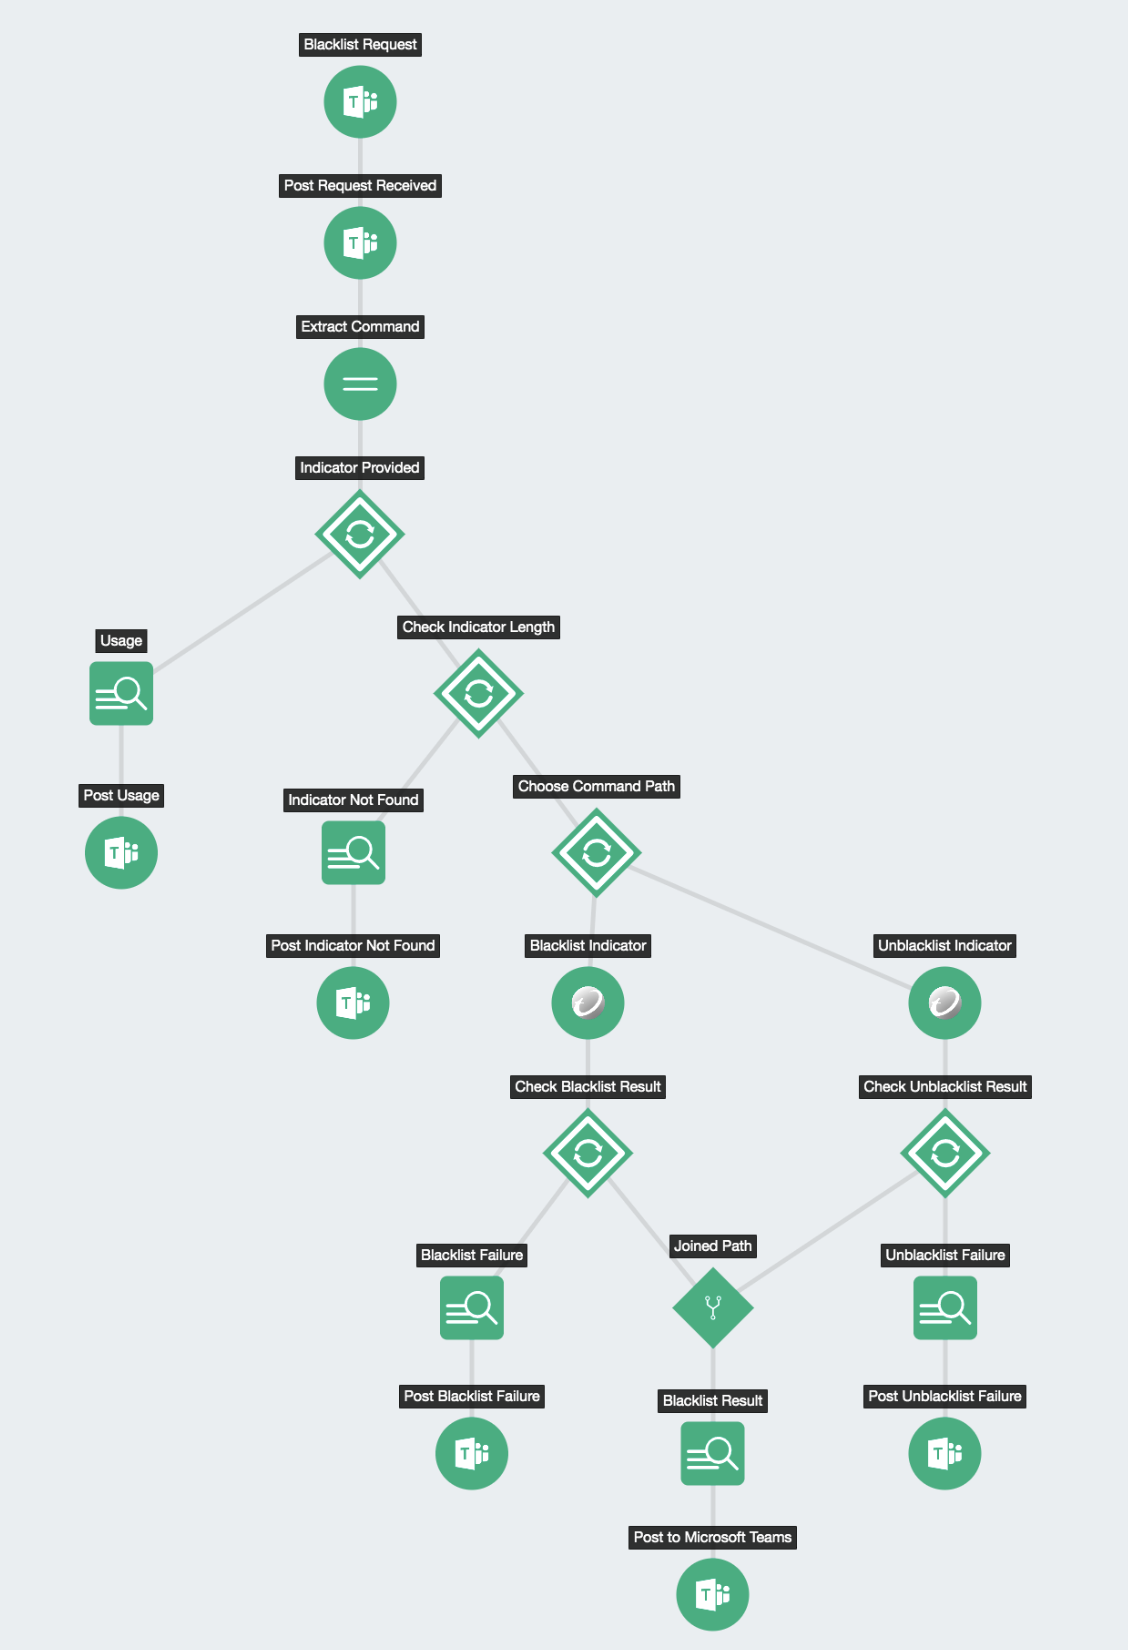 Blacklist Request
T
Post Request Received
T
Extract Command
Indicator Provided
Check Indicator Length
Usage
Choose Command Path
Post Usage
Indicator Not Found
T
Post Indicator Not Found
Blacklist Indicator
Unblacklist Indicator
T
Check Blacklist Result
Check Unblacklist Result
Joined Path
Blacklist Failure
Unblacklist Failure
Post Blacklist Failure
Blacklist Result
Post Unblacklist Failure
T
T
Post to Microsoft Teams
T